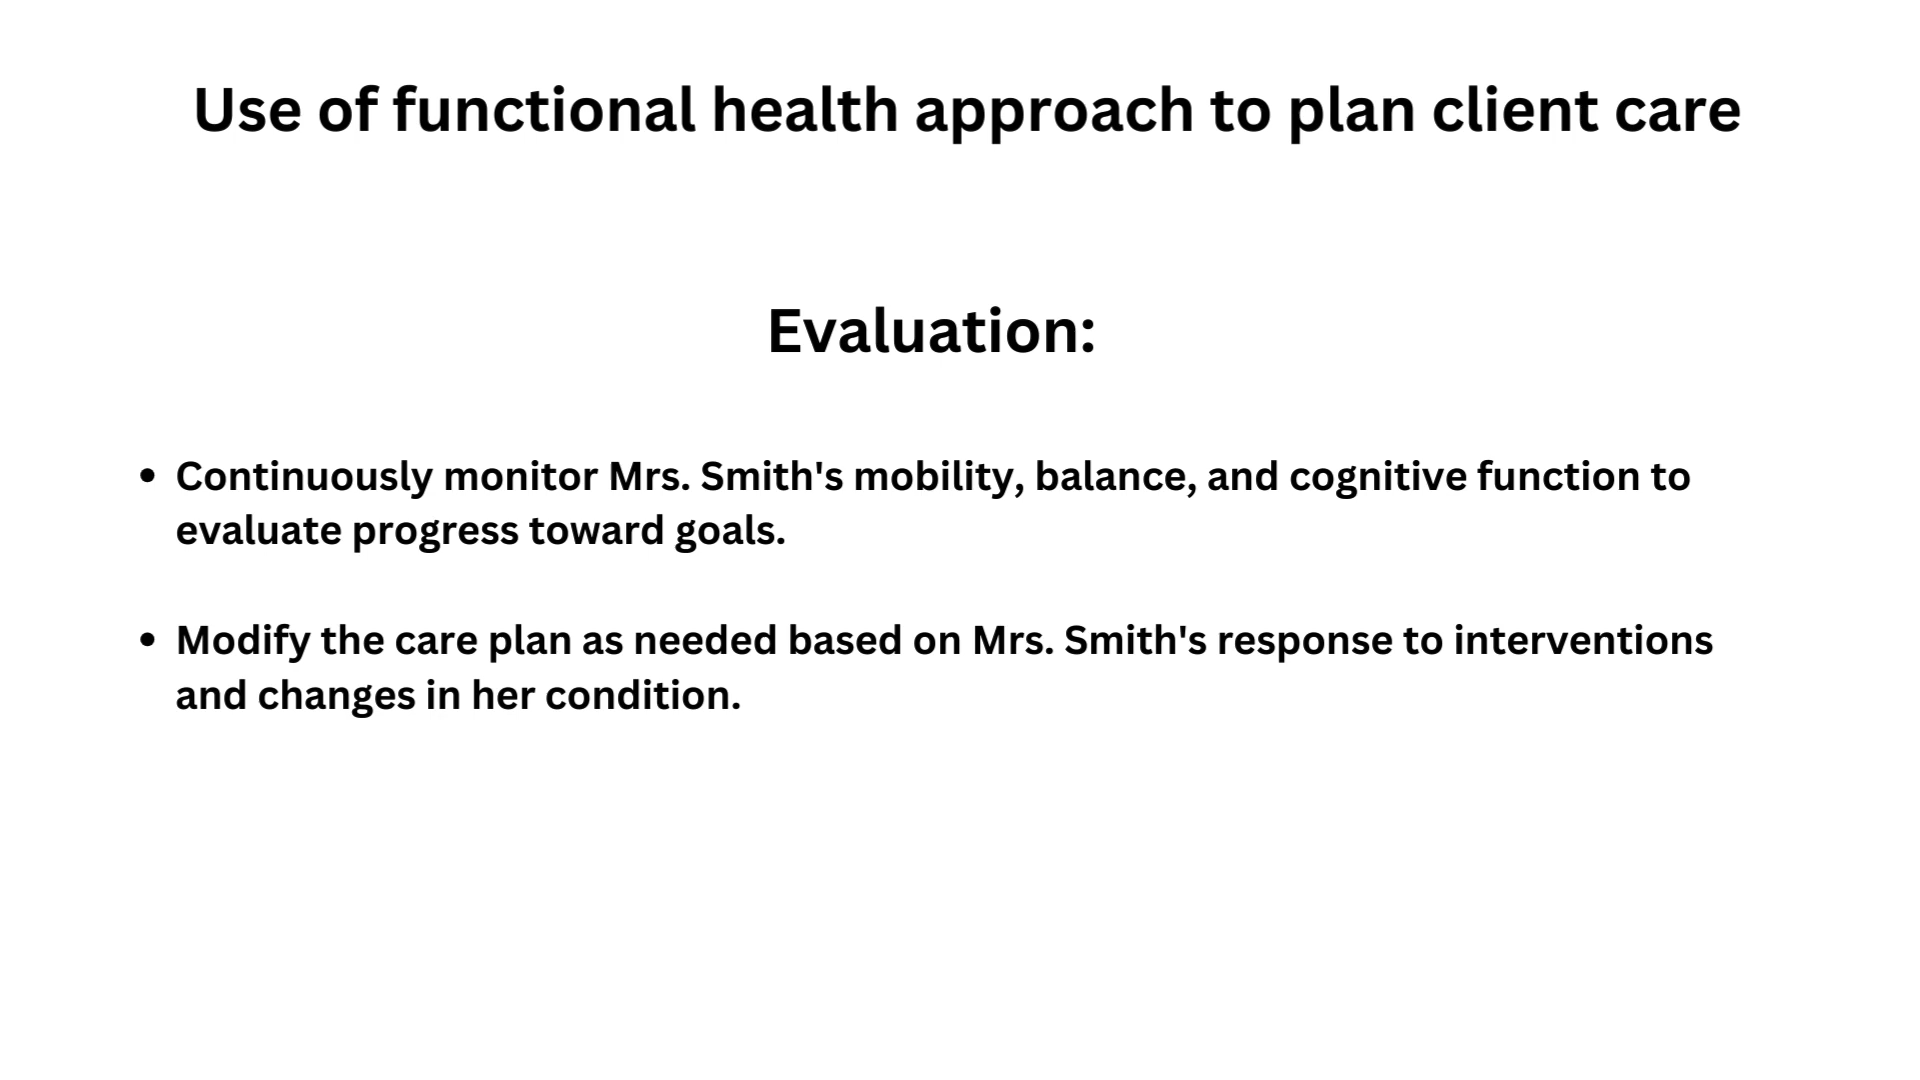 Use of functional health approach to plan client care
Evaluation:
• Continuously monitor Mrs. Smith's mobility, balance, and cognitive function to
evaluate progress toward goals.
• Modify the care plan as needed based on Mrs. Smith's response to interventions
and changes in her condition.